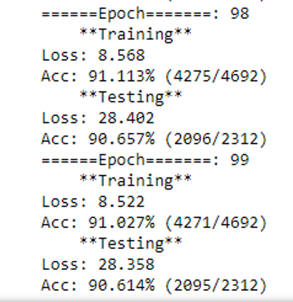 ======Epoch=======: 98
**Training**
Loss: 8.568
Acc: 91.113% (4275/4692)
**Testing**
Loss: 28.402
Acc: 90.657% (2096/2312)
======Epoch=======: 99
**Training**
Loss: 8.522
Acc: 91.027% (4271/4692)
**Testing**
Loss: 28.358
Acc: 90.614% (2095/2312)